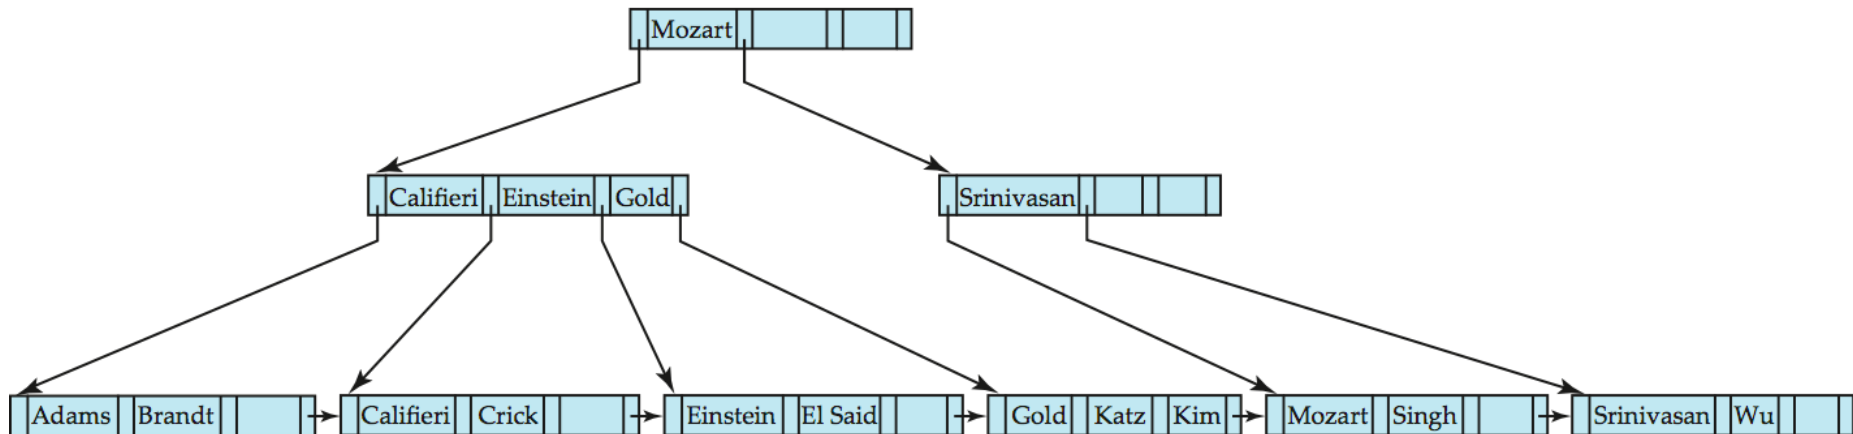 Mozart
Califieri Einstein Gold Srinivasan
Adams Brandt Califieri Crick Einstein El Said Gold Katz Kim Mozart Singh Srinivasan Wu